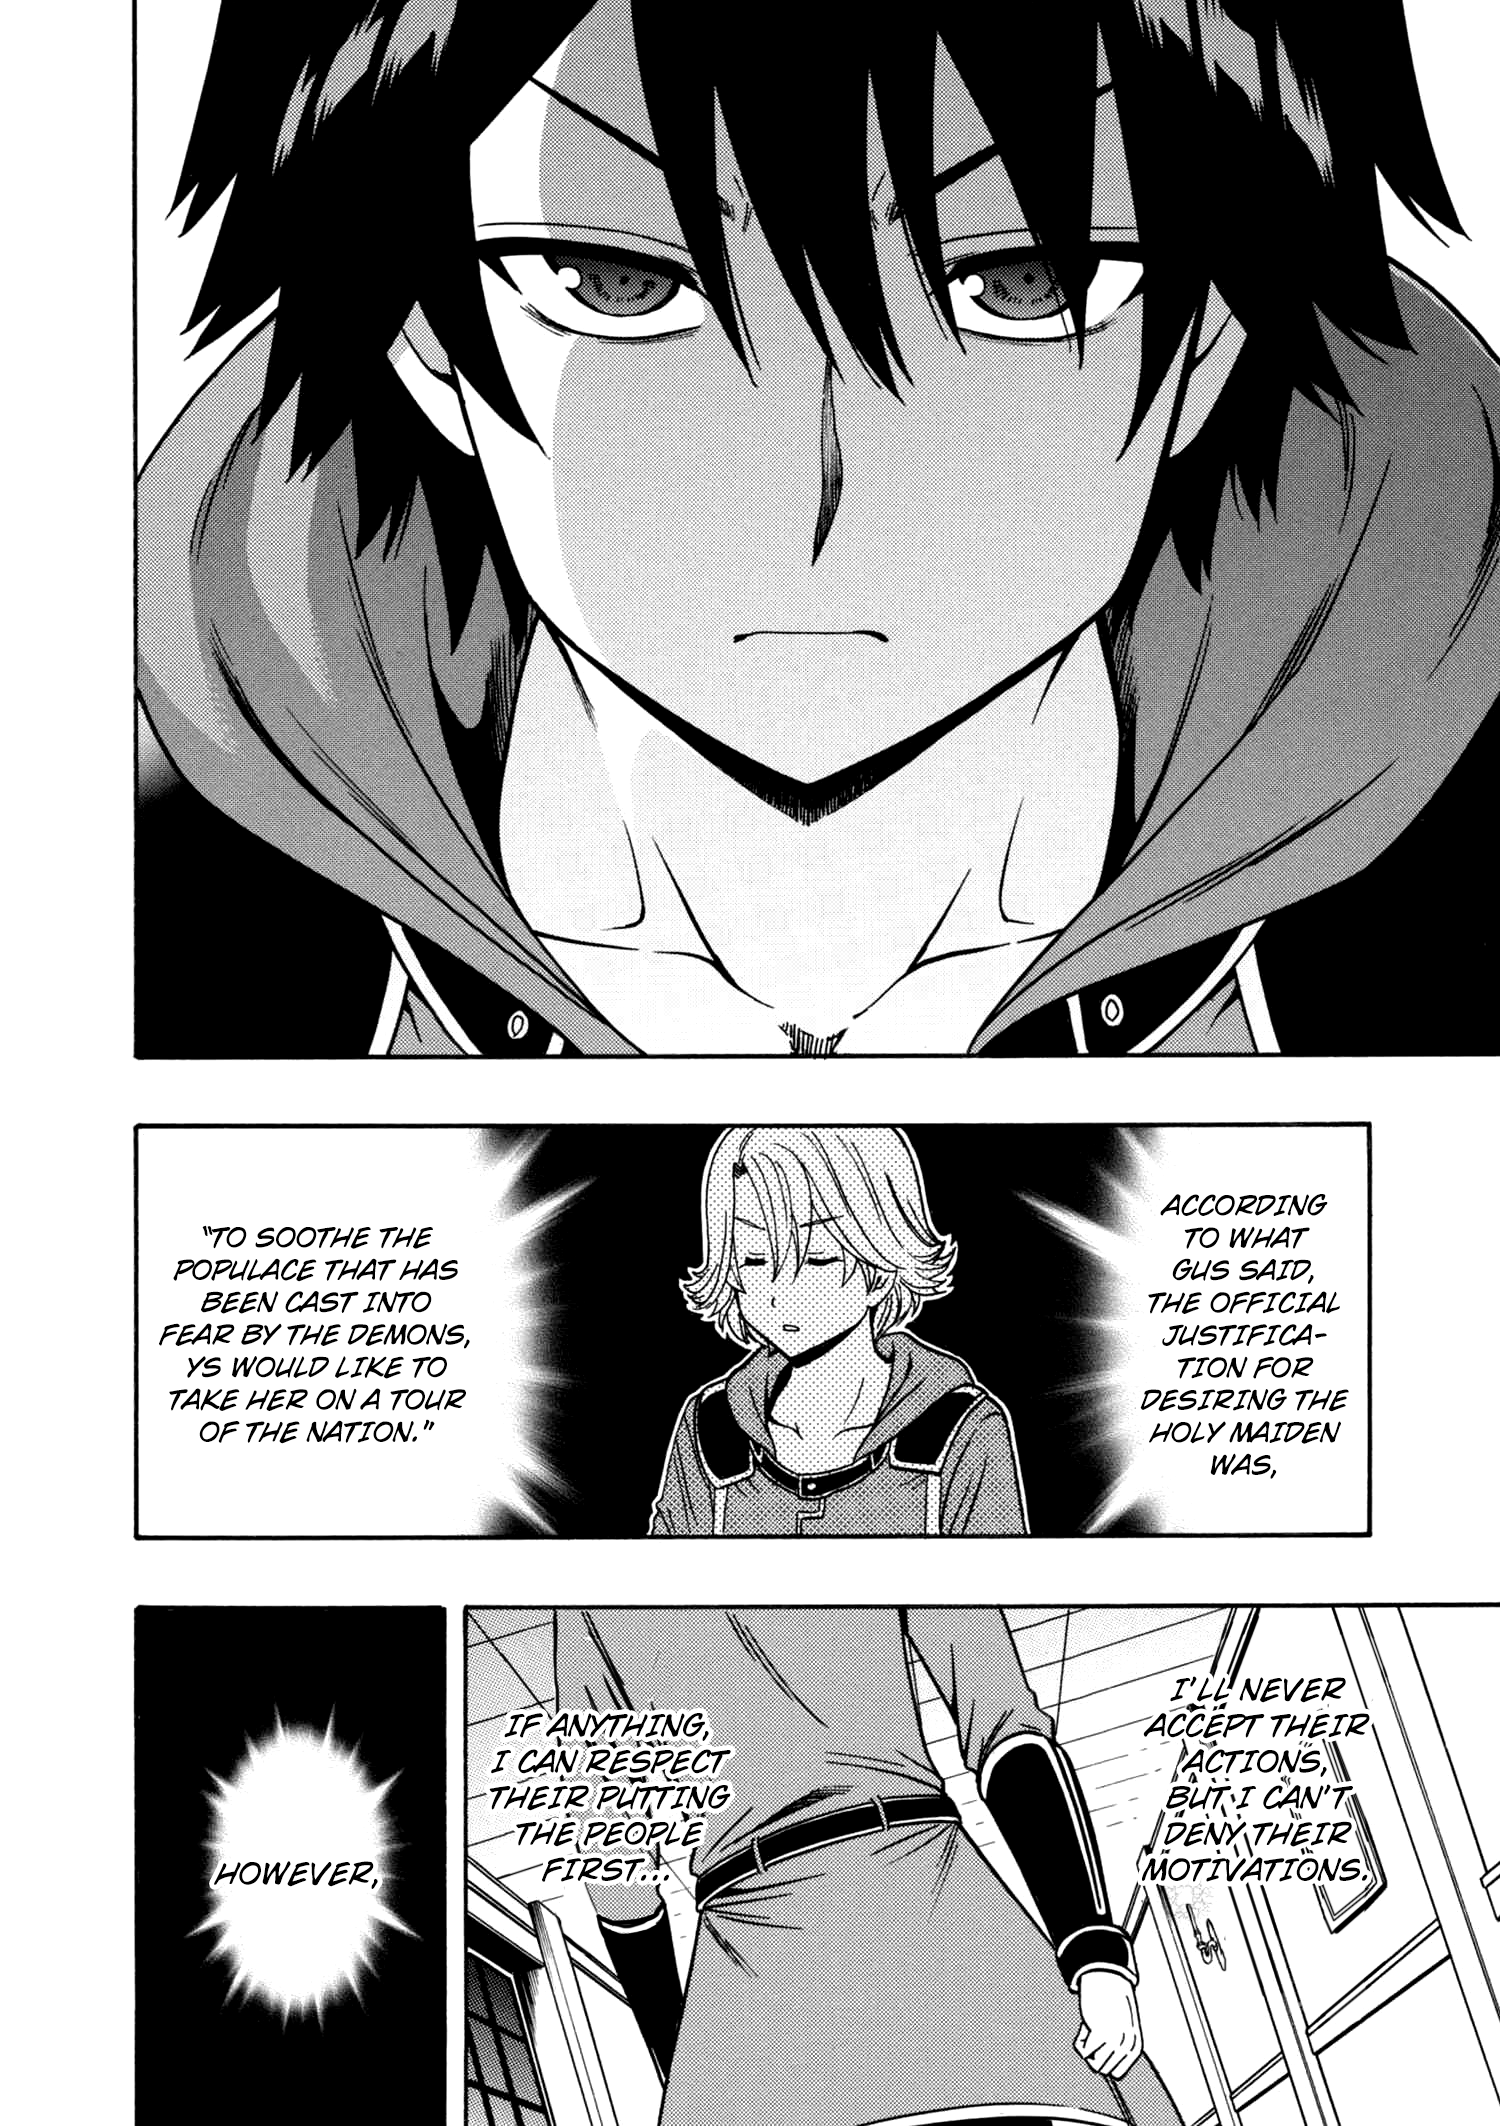 ACCORDING
TO WHAT
GUS SAID,
THE OFFICIAL
JUSTIFICA-
TION FOR
DESIRING THE
HOLY MAIDEN
WAS,
"TO SOOTHE THE
POPULACE THAT HAS
BEEN CAST INTO
FEAR BY THE DEMONS,
YS WOULD LIKE TO
TAKE HER ON A TOUR
OF THE NATION."
I'LL NEVER
ACCEPT THEIR
ACTIONS,
BUT I CAN'T
DENY THEIR
MOTIVATIONS.
IF ANYTHING,
I CAN RESPECT
THEIR PUTTING
THE PEOPLE
FIRST...
HOWEVER,